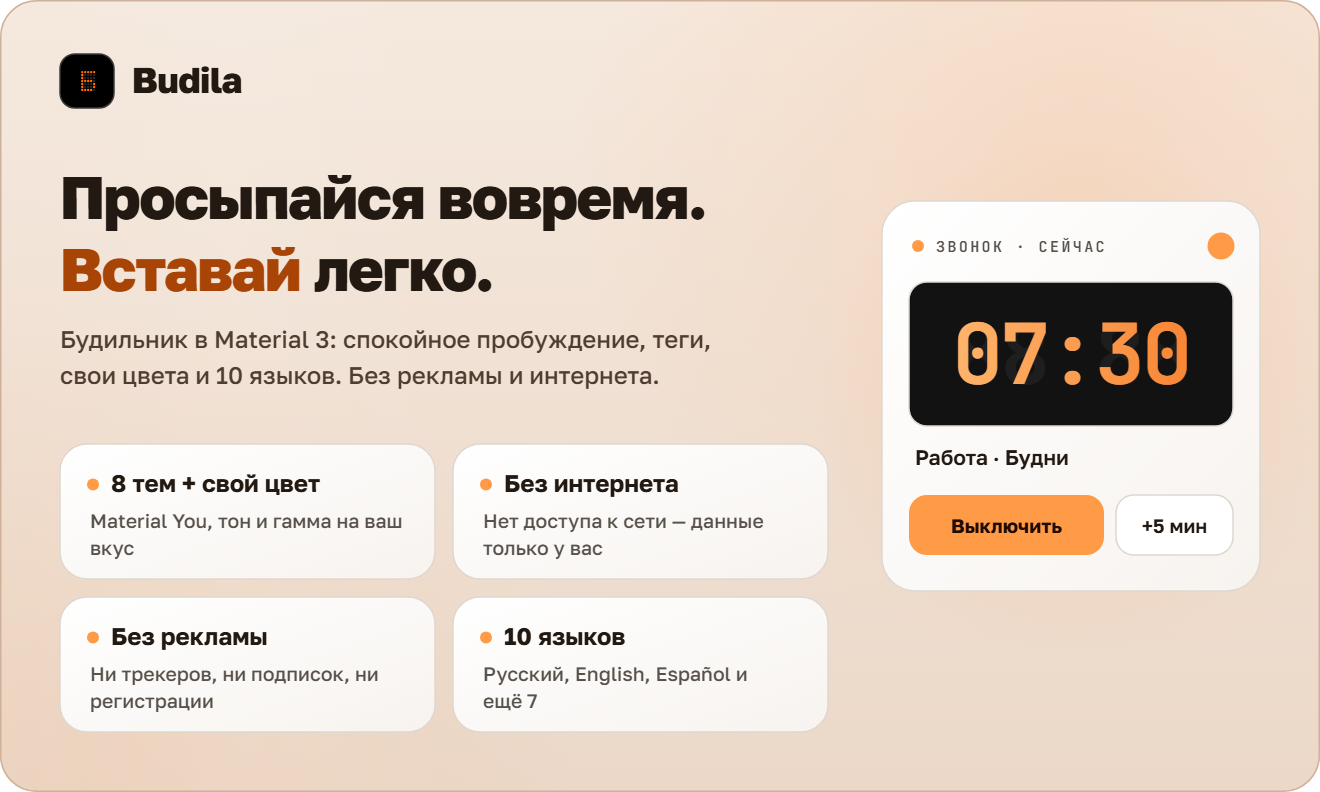 Б
Budila
Просыпайся вовремя.
Вставай легко.
Будильник в Material 3: спокойное пробуждение, теги,
свои цвета и 10 языков. Без рекламы и интернета.
8 тем + свой цвет
Material You, тон и гамма на ваш
вкус
Без интернета
Нет доступа к сети — данные
только у вас
Без рекламы
Ни трекеров, ни подписок, ни
регистрации
10 языков
Русский, English, Español и
ещё 7
ЗВОНОК · СЕЙЧАС
07:30
Работа · Будни
Выключить
+5 мин